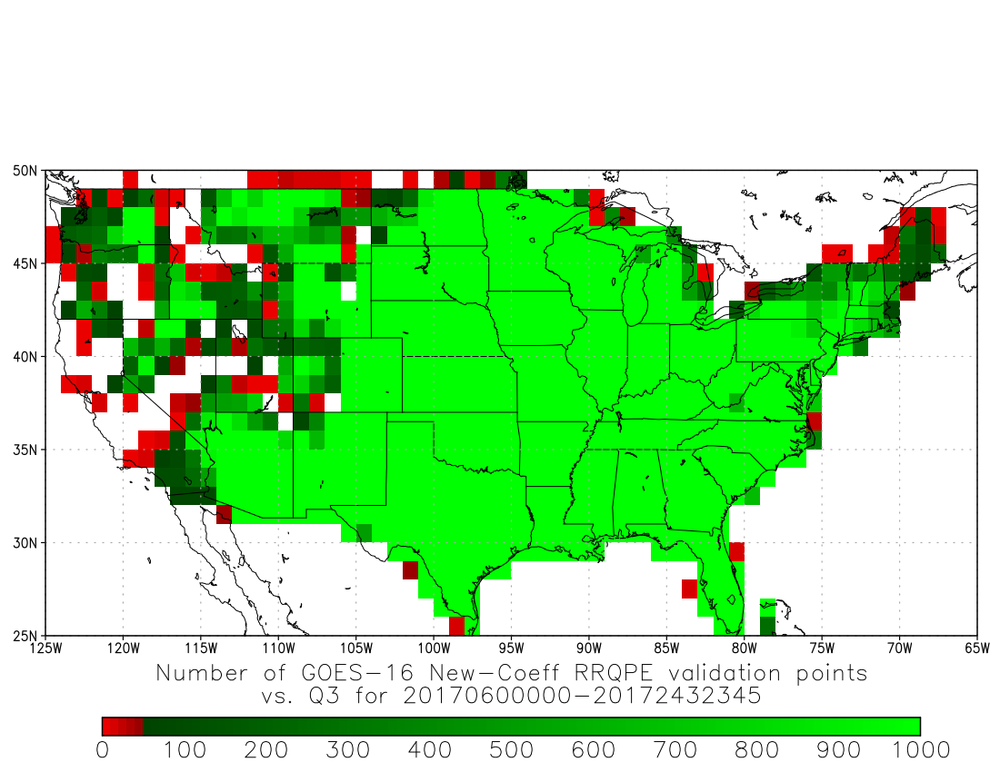 50N
45N
40N
35N
30N
25N
125W 120W 115W 110W 105W 100W 95W 90W 85W 80W 75W 70W 65W
Number of GOES-16 New-Coeff RRQPE validation points
vs. Q3 for 20170600000-20172432345
0 100 200 300 400 500 600 700 800 900 1000